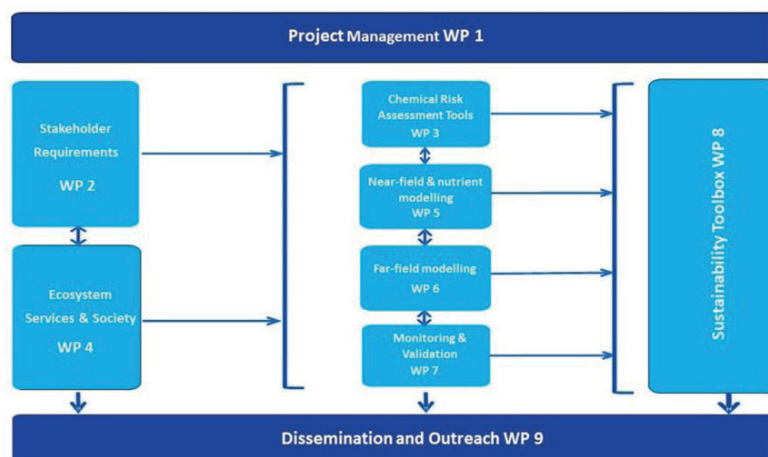 Project Management WP 1
Stakeholder
Requirements
WP 2
Ecosystem
Services & Society
WP 4
Chemical Risk
Assessment Tools
WP 3
Near-field & nutrient
modelling
WP 5
Far-field modelling
WP 6
Monitoring &
Validation
WP 7
Sustainability Toolbox WP 8
Dissemination and Outreach WP 9